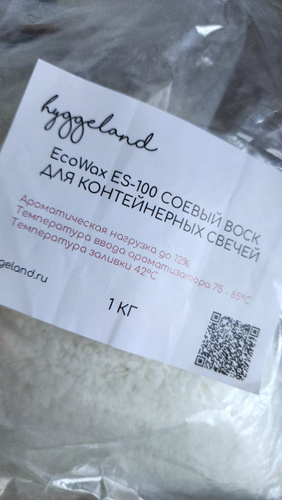 hyggeland
EcoWax ES-100 СОЕВЫЙ ВОСК
ДЛЯ КОНТЕЙНЕРНЫХ СВЕЧЕЙ
Ароматическая нагрузка до 12%
Температура ввода ароматизатора 75 - 85°C
Температура заливки 42°C
geland.ru
1 КГ